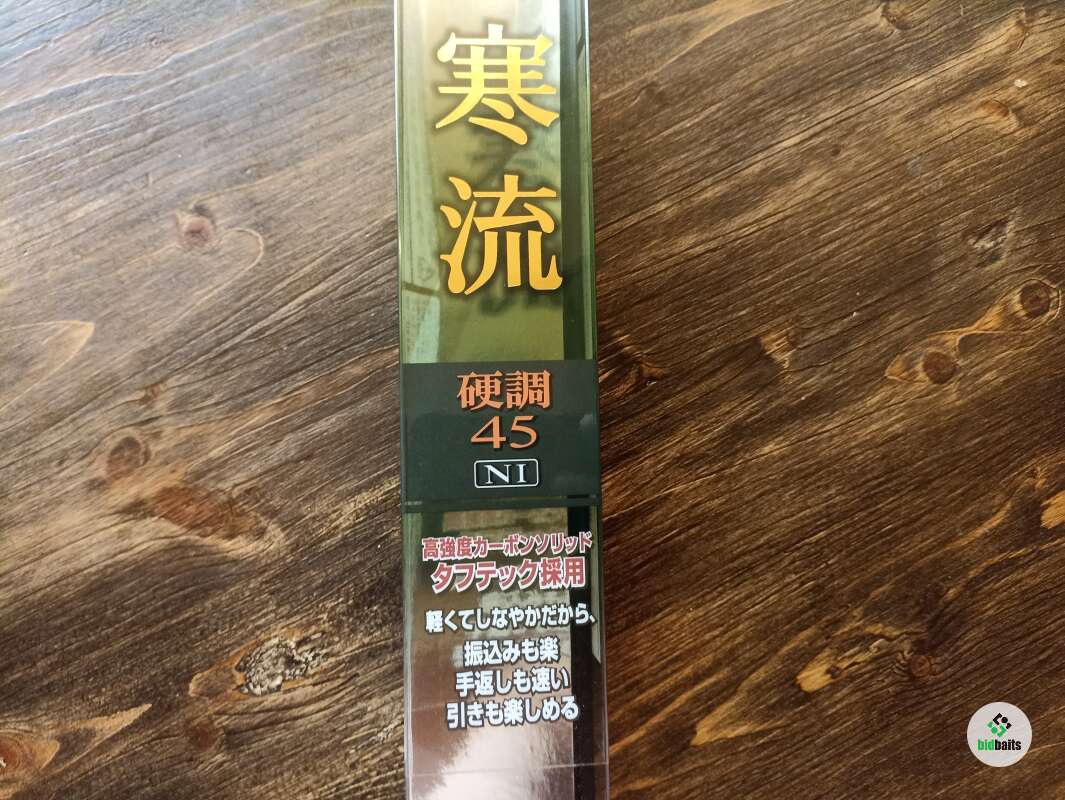 寒流
硬調
45
NI
高強度カーボンソリッド
タフテック採用
軽くてしなやかだから、
振込みも楽
手返しも速い
引きも楽しめる
bidbaits